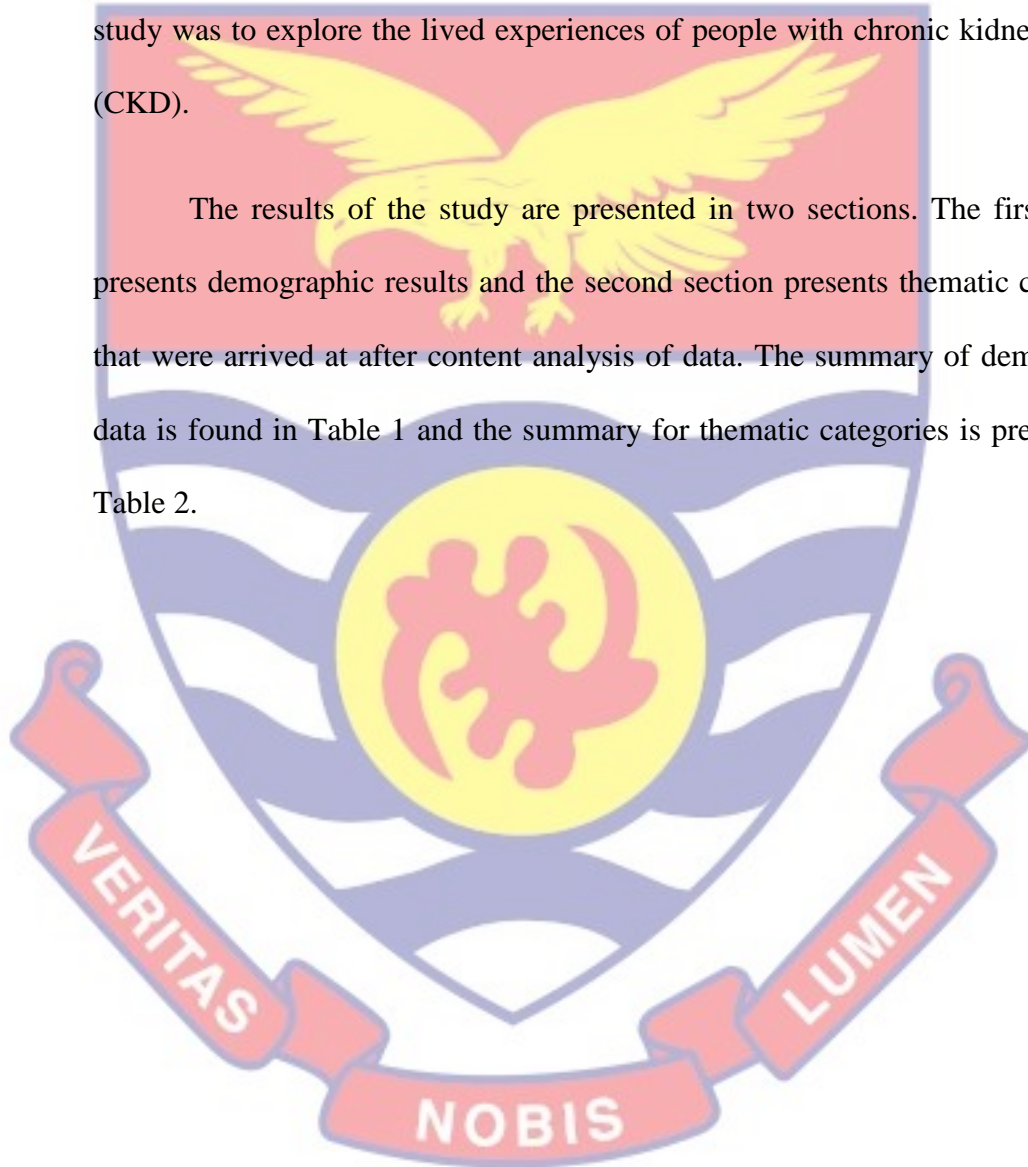 study was to explore the lived experiences of people with chronic kidne
(CKD).
The results of the study are presented in two sections. The firs
presents demographic results and the second section presents thematic c
that were arrived at after content analysis of data. The summary of dem
data is found in Table 1 and the summary for thematic categories is pre
Table 2.
VERITAS
NOBIS
LUMEN